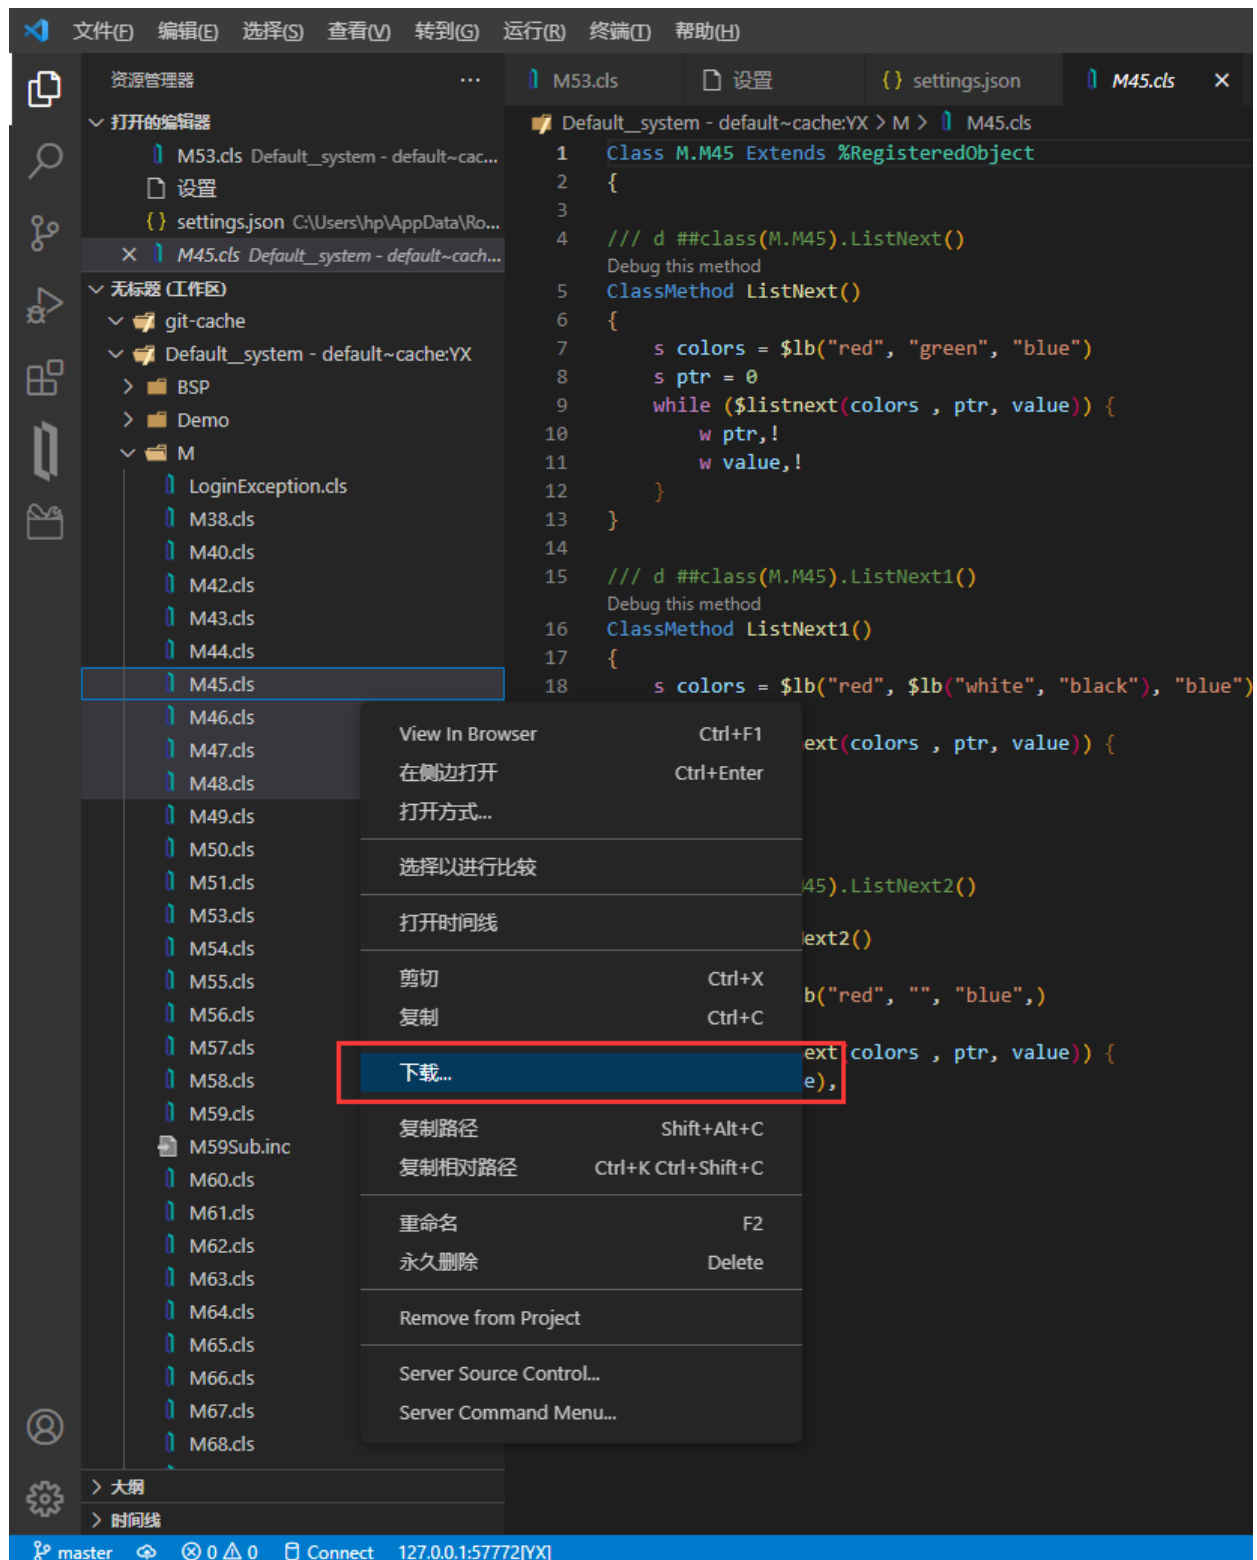 文件(F) 编辑(E) 选择(S) 查看(V) 转到(G) 运行(R) 终端(T) 帮助(H)
资源管理器 ...
打开的编辑器
M53.cls Default__system - default~cac...
设置
{} settings.json C:\Users\hp\AppData\Ro...
M45.cls Default__system - default~cach...
无标题 (工作区)
git-cache
Default__system - default~cache:YX
BSP
Demo
M
LoginException.cls
M38.cls
M40.cls
M42.cls
M43.cls
M44.cls
M45.cls
M46.cls
M47.cls
M48.cls
M49.cls
M50.cls
M51.cls
M53.cls
M54.cls
M55.cls
M56.cls
M57.cls
M58.cls
M59.cls
M59Sub.inc
M60.cls
M61.cls
M62.cls
M63.cls
M64.cls
M65.cls
M66.cls
M67.cls
M68.cls
大纲
时间线
M53.cls 设置 {} settings.json M45.cls
Default__system - default~cache:YX > M > M45.cls
1 Class M.M45 Extends %RegisteredObject
2 {
3
4 /// d ##class(M.M45).ListNext()
Debug this method
5 ClassMethod ListNext()
6 {
7 s colors = $lb("red", "green", "blue")
8 s ptr = 0
9 while ($listnext(colors , ptr, value)) {
10 w ptr,!
11 w value,!
12 }
13 }
14
15 /// d ##class(M.M45).ListNext1()
Debug this method
16 ClassMethod ListNext1()
17 {
18 s colors = $lb("red", $lb("white", "black"), "blue")
ext(colors , ptr, value)) {
45).ListNext2()
ext2()
b("red", "", "blue",)
ext(colors , ptr, value)) {
e),
View In Browser Ctrl+F1
在侧边打开 Ctrl+Enter
打开方式...
选择以进行比较
打开时间线
剪切 Ctrl+X
复制 Ctrl+C
下载...
复制路径 Shift+Alt+C
复制相对路径 Ctrl+K Ctrl+Shift+C
重命名 F2
永久删除 Delete
Remove from Project
Server Source Control...
Server Command Menu...
master 0 0 Connect 127.0.0.1:57772[YX]